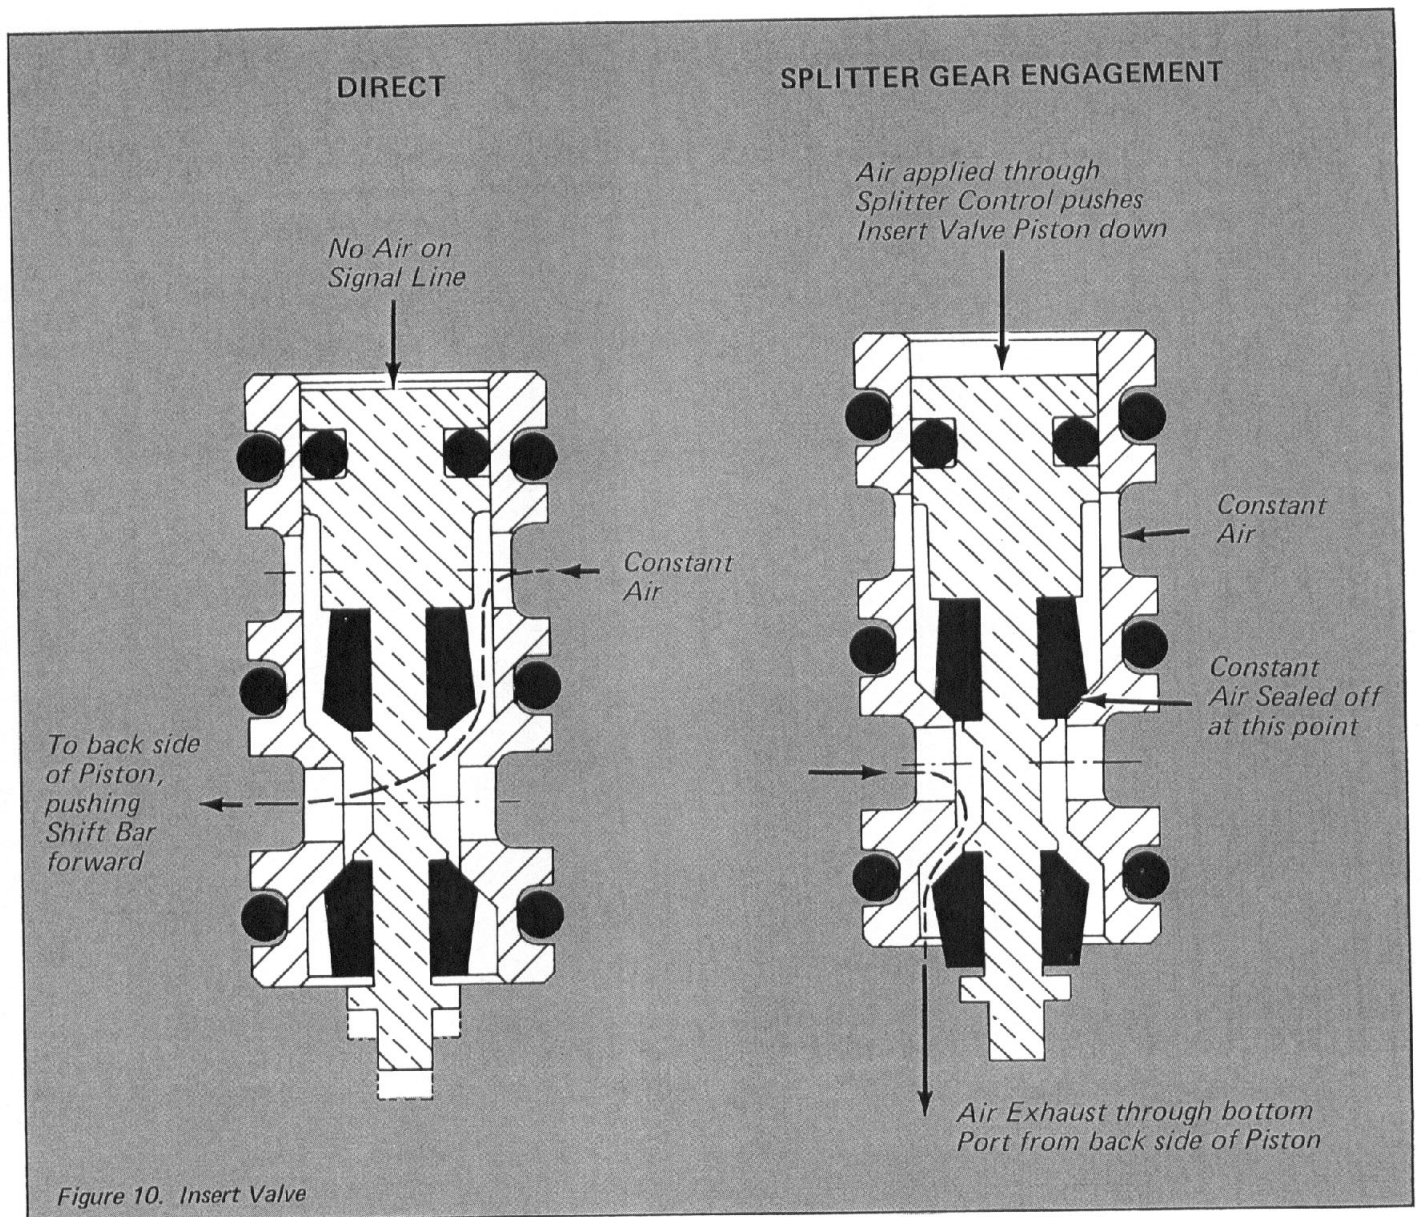 DIRECT
No Air on
Signal Line
Constant
Air
To back side
of Piston,
pushing
Shift Bar
forward
SPLITTER GEAR ENGAGEMENT
Air applied through
Splitter Control pushes
Insert Valve Piston down
Constant
Air
Constant
Air Sealed off
at this point
Air Exhaust through bottom
Port from back side of Piston
Figure 10. Insert Valve